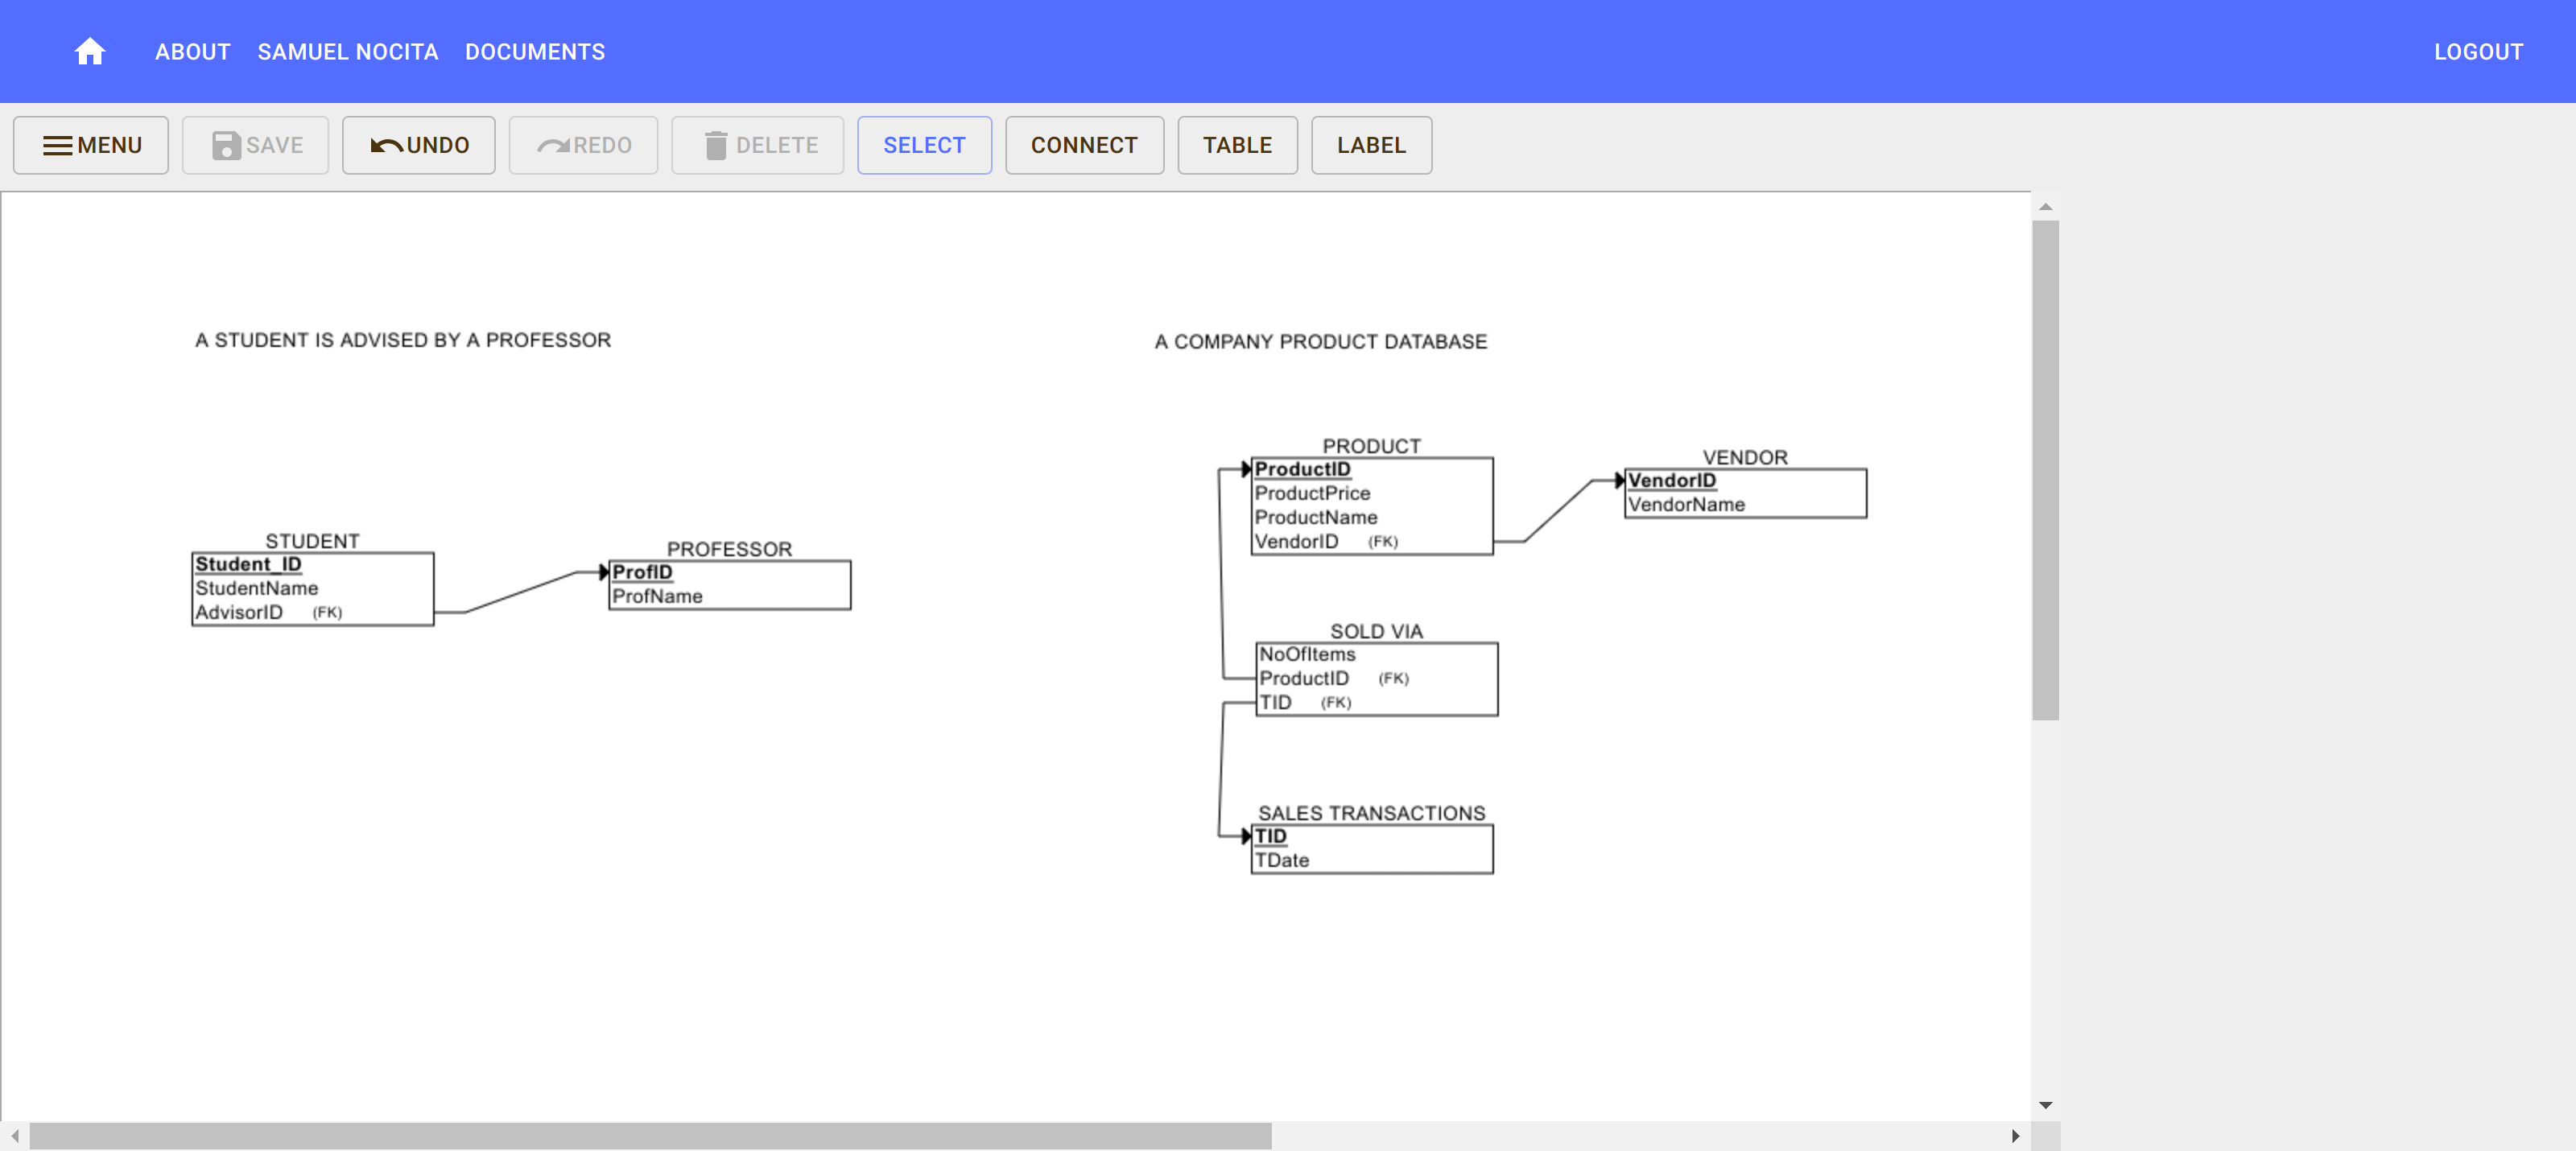 ABOUT SAMUEL NOCITA DOCUMENTS LOGOUT
MENU SAVE UNDO REDO DELETE SELECT CONNECT TABLE LABEL
A STUDENT IS ADVISED BY A PROFESSOR
STUDENT
Student_ID
StudentName
AdvisorID (FK)
PROFESSOR
ProfID
ProfName
A COMPANY PRODUCT DATABASE
PRODUCT
ProductID
ProductPrice
ProductName
VendorID (FK)
VENDOR
VendorID
VendorName
SOLD VIA
NoOfItems
ProductID (FK)
TID (FK)
SALES TRANSACTIONS
TID
TDate